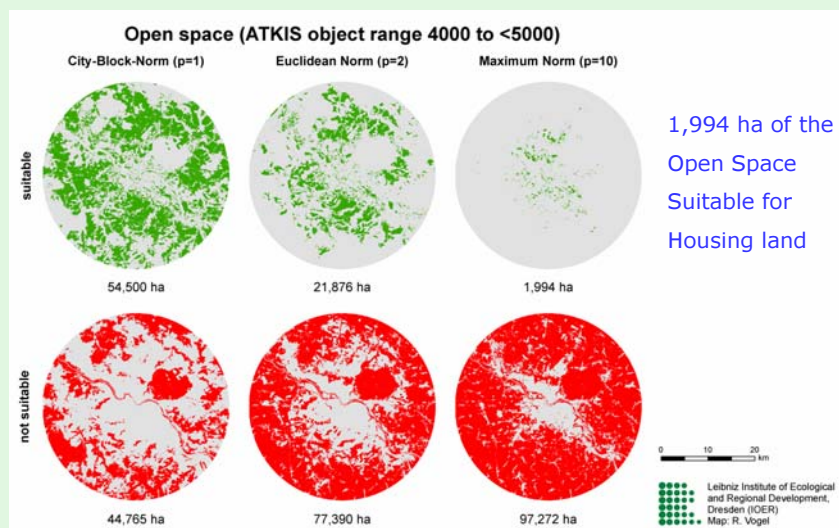 Open space (ATKIS object range 4000 to <5000)
City-Block-Norm (p=1)
Euclidean Norm (p=2)
Maximum Norm (p=10)
suitable
54,500 ha
21,876 ha
1,994 ha
1,994 ha of the
Open Space
Suitable for
Housing land
not suitable
44,765 ha
77,390 ha
97,272 ha
0 10 20
km
Leibniz Institute of Ecological
and Regional Development,
Dresden (IOER)
Map: R. Vogel